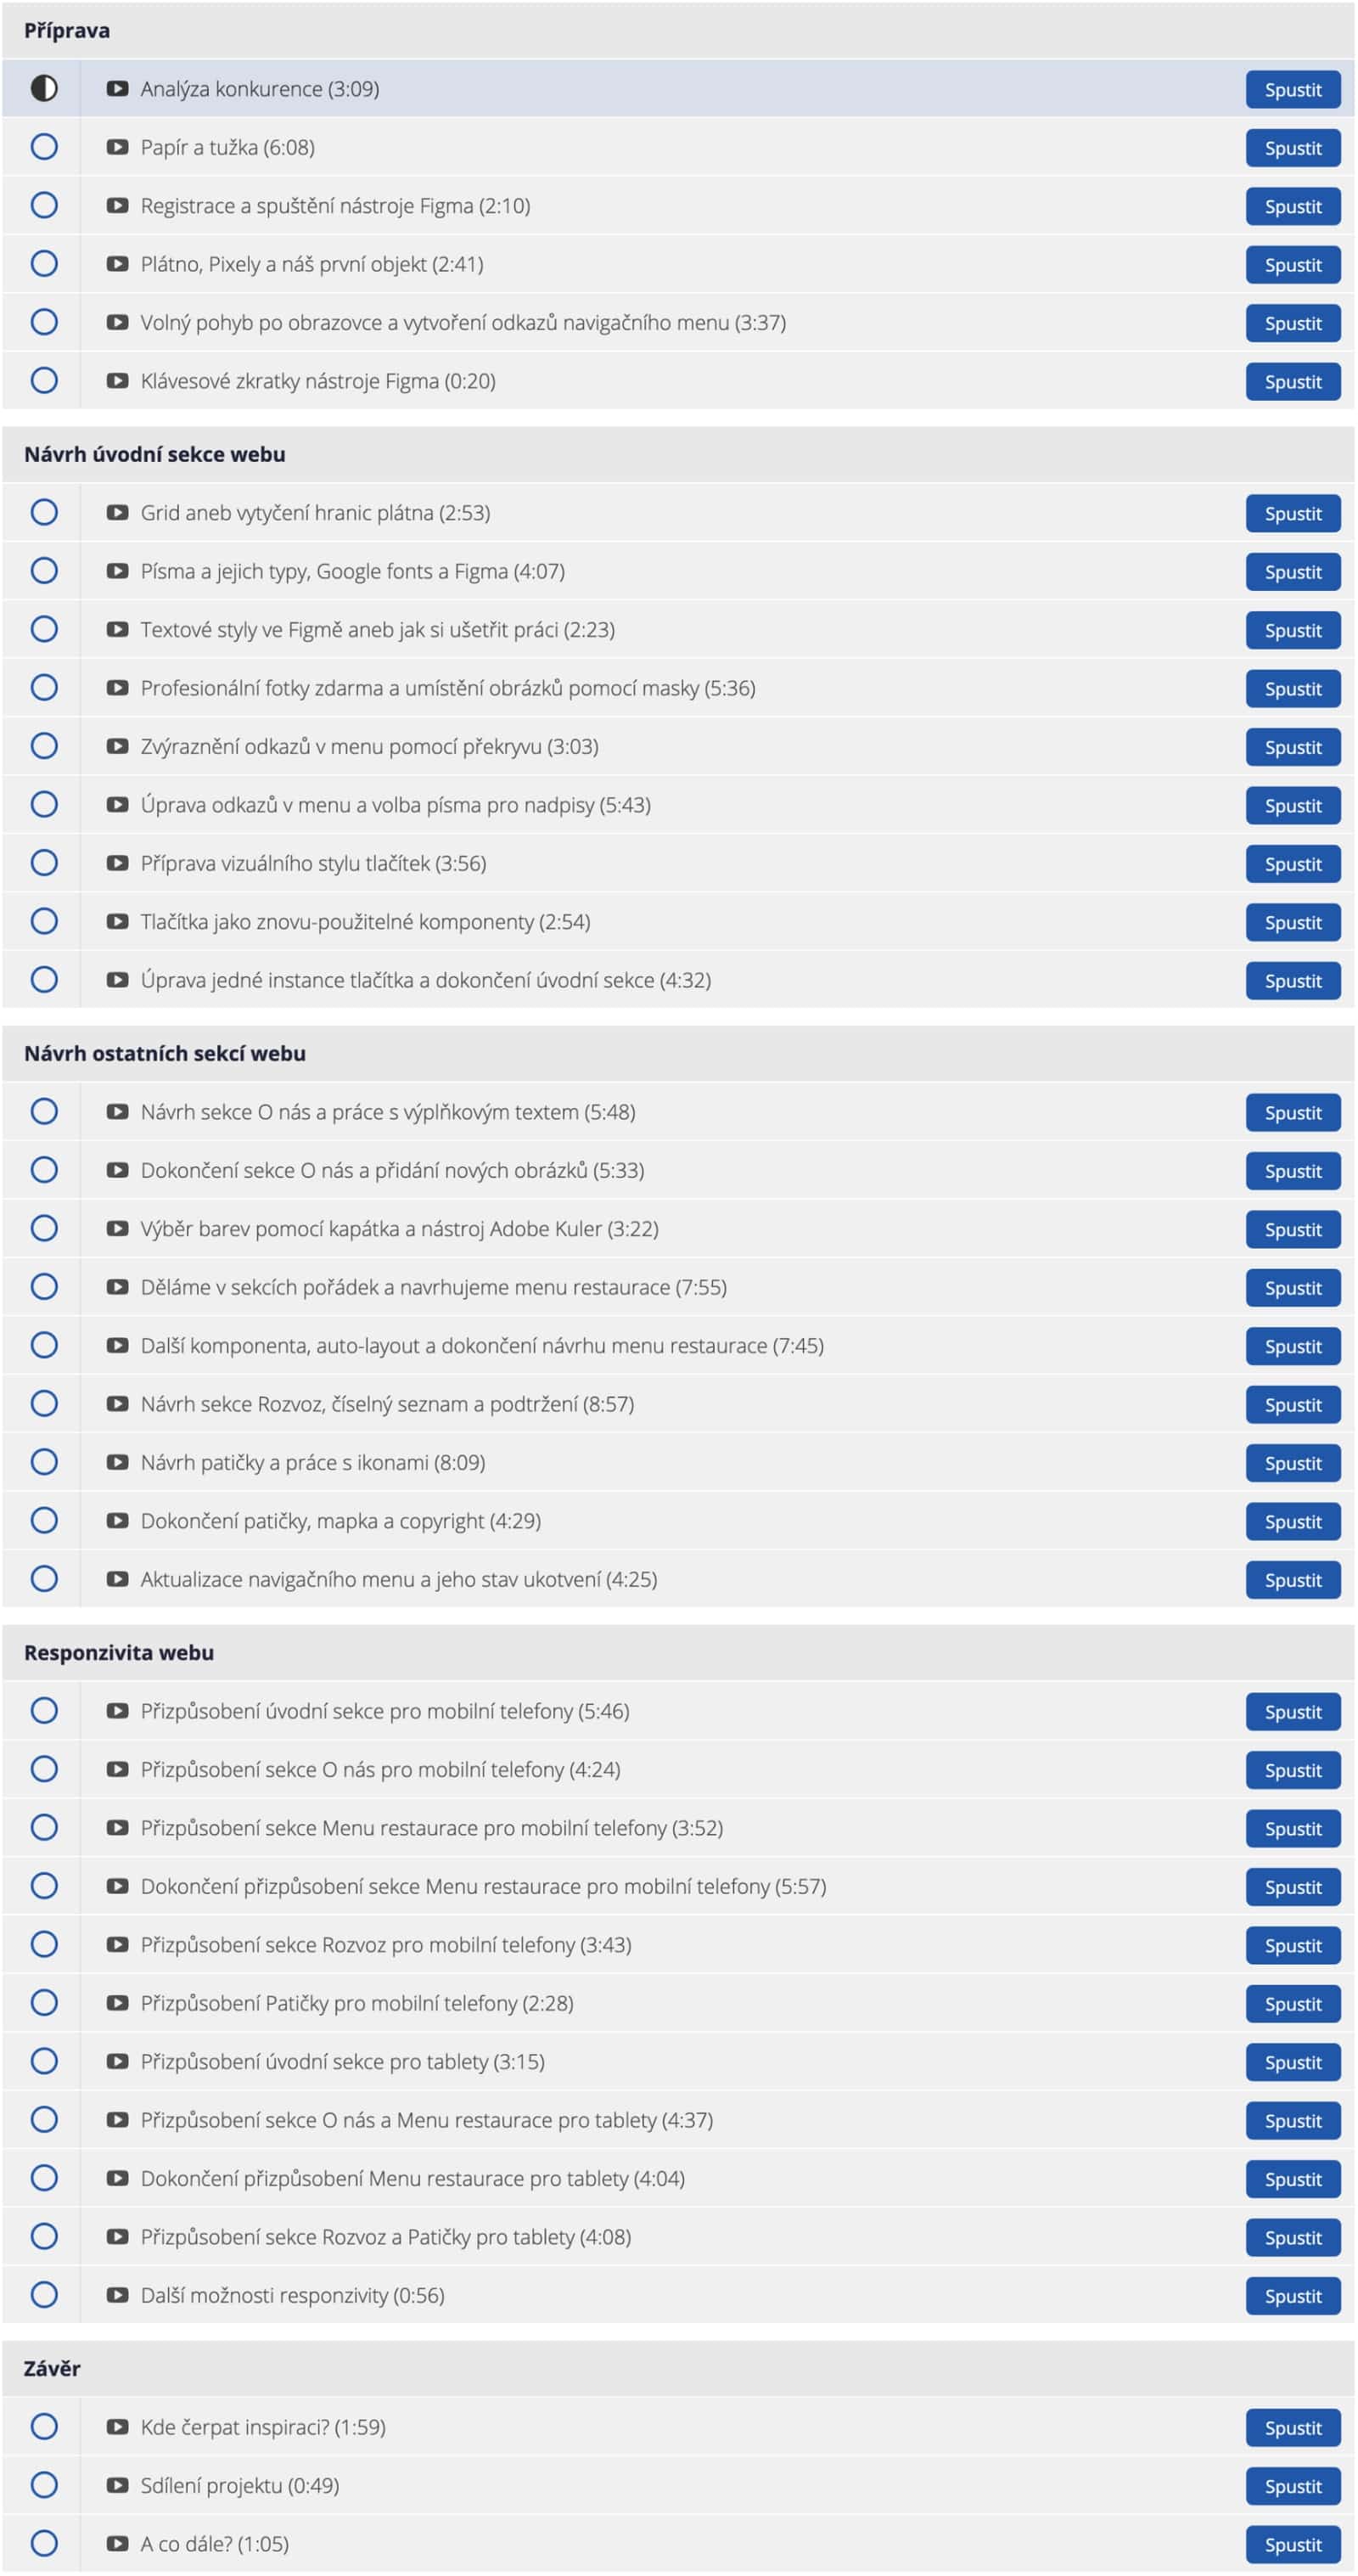 Příprava
Analýza konkurence (3:09) Spustit
Papír a tužka (6:08) Spustit
Registrace a spuštění nástroje Figma (2:10) Spustit
Plátno, Pixely a náš první objekt (2:41) Spustit
Volný pohyb po obrazovce a vytvoření odkazů navigačního menu (3:37) Spustit
Klávesové zkratky nástroje Figma (0:20) Spustit
Návrh úvodní sekce webu
Grid aneb vytyčení hranic plátna (2:53) Spustit
Písma a jejich typy, Google fonts a Figma (4:07) Spustit
Textové styly ve Figmě aneb jak si ušetřit práci (2:23) Spustit
Profesionální fotky zdarma a umístění obrázků pomocí masky (5:36) Spustit
Zvýraznění odkazů v menu pomocí překryvu (3:03) Spustit
Úprava odkazů v menu a volba písma pro nadpisy (5:43) Spustit
Příprava vizuálního stylu tlačítek (3:56) Spustit
Tlačítka jako znovu-použitelné komponenty (2:54) Spustit
Úprava jedné instance tlačítka a dokončení úvodní sekce (4:32) Spustit
Návrh ostatních sekcí webu
Návrh sekce O nás a práce s výplňkovým textem (5:48) Spustit
Dokončení sekce O nás a přidání nových obrázků (5:33) Spustit
Výběr barev pomocí kapátka a nástroj Adobe Kuler (3:22) Spustit
Děláme v sekcích pořádek a navrhujeme menu restaurace (7:55) Spustit
Další komponenta, auto-layout a dokončení návrhu menu restaurace (7:45) Spustit
Návrh sekce Rozvoz, číselný seznam a podtržení (8:57) Spustit
Návrh patičky a práce s ikonami (8:09) Spustit
Dokončení patičky, mapka a copyright (4:29) Spustit
Aktualizace navigačního menu a jeho stav ukotvení (4:25) Spustit
Responzivita webu
Přizpůsobení úvodní sekce pro mobilní telefony (5:46) Spustit
Přizpůsobení sekce O nás pro mobilní telefony (4:24) Spustit
Přizpůsobení sekce Menu restaurace pro mobilní telefony (3:52) Spustit
Dokončení přizpůsobení sekce Menu restaurace pro mobilní telefony (5:57) Spustit
Přizpůsobení sekce Rozvoz pro mobilní telefony (3:43) Spustit
Přizpůsobení Patičky pro mobilní telefony (2:28) Spustit
Přizpůsobení úvodní sekce pro tablety (3:15) Spustit
Přizpůsobení sekce O nás a Menu restaurace pro tablety (4:37) Spustit
Dokončení přizpůsobení Menu restaurace pro tablety (4:04) Spustit
Přizpůsobení sekce Rozvoz a Patičky pro tablety (4:08) Spustit
Další možnosti responzivity (0:56) Spustit
Závěr
Kde čerpat inspiraci? (1:59) Spustit
Sdílení projektu (0:49) Spustit
A co dále? (1:05) Spustit